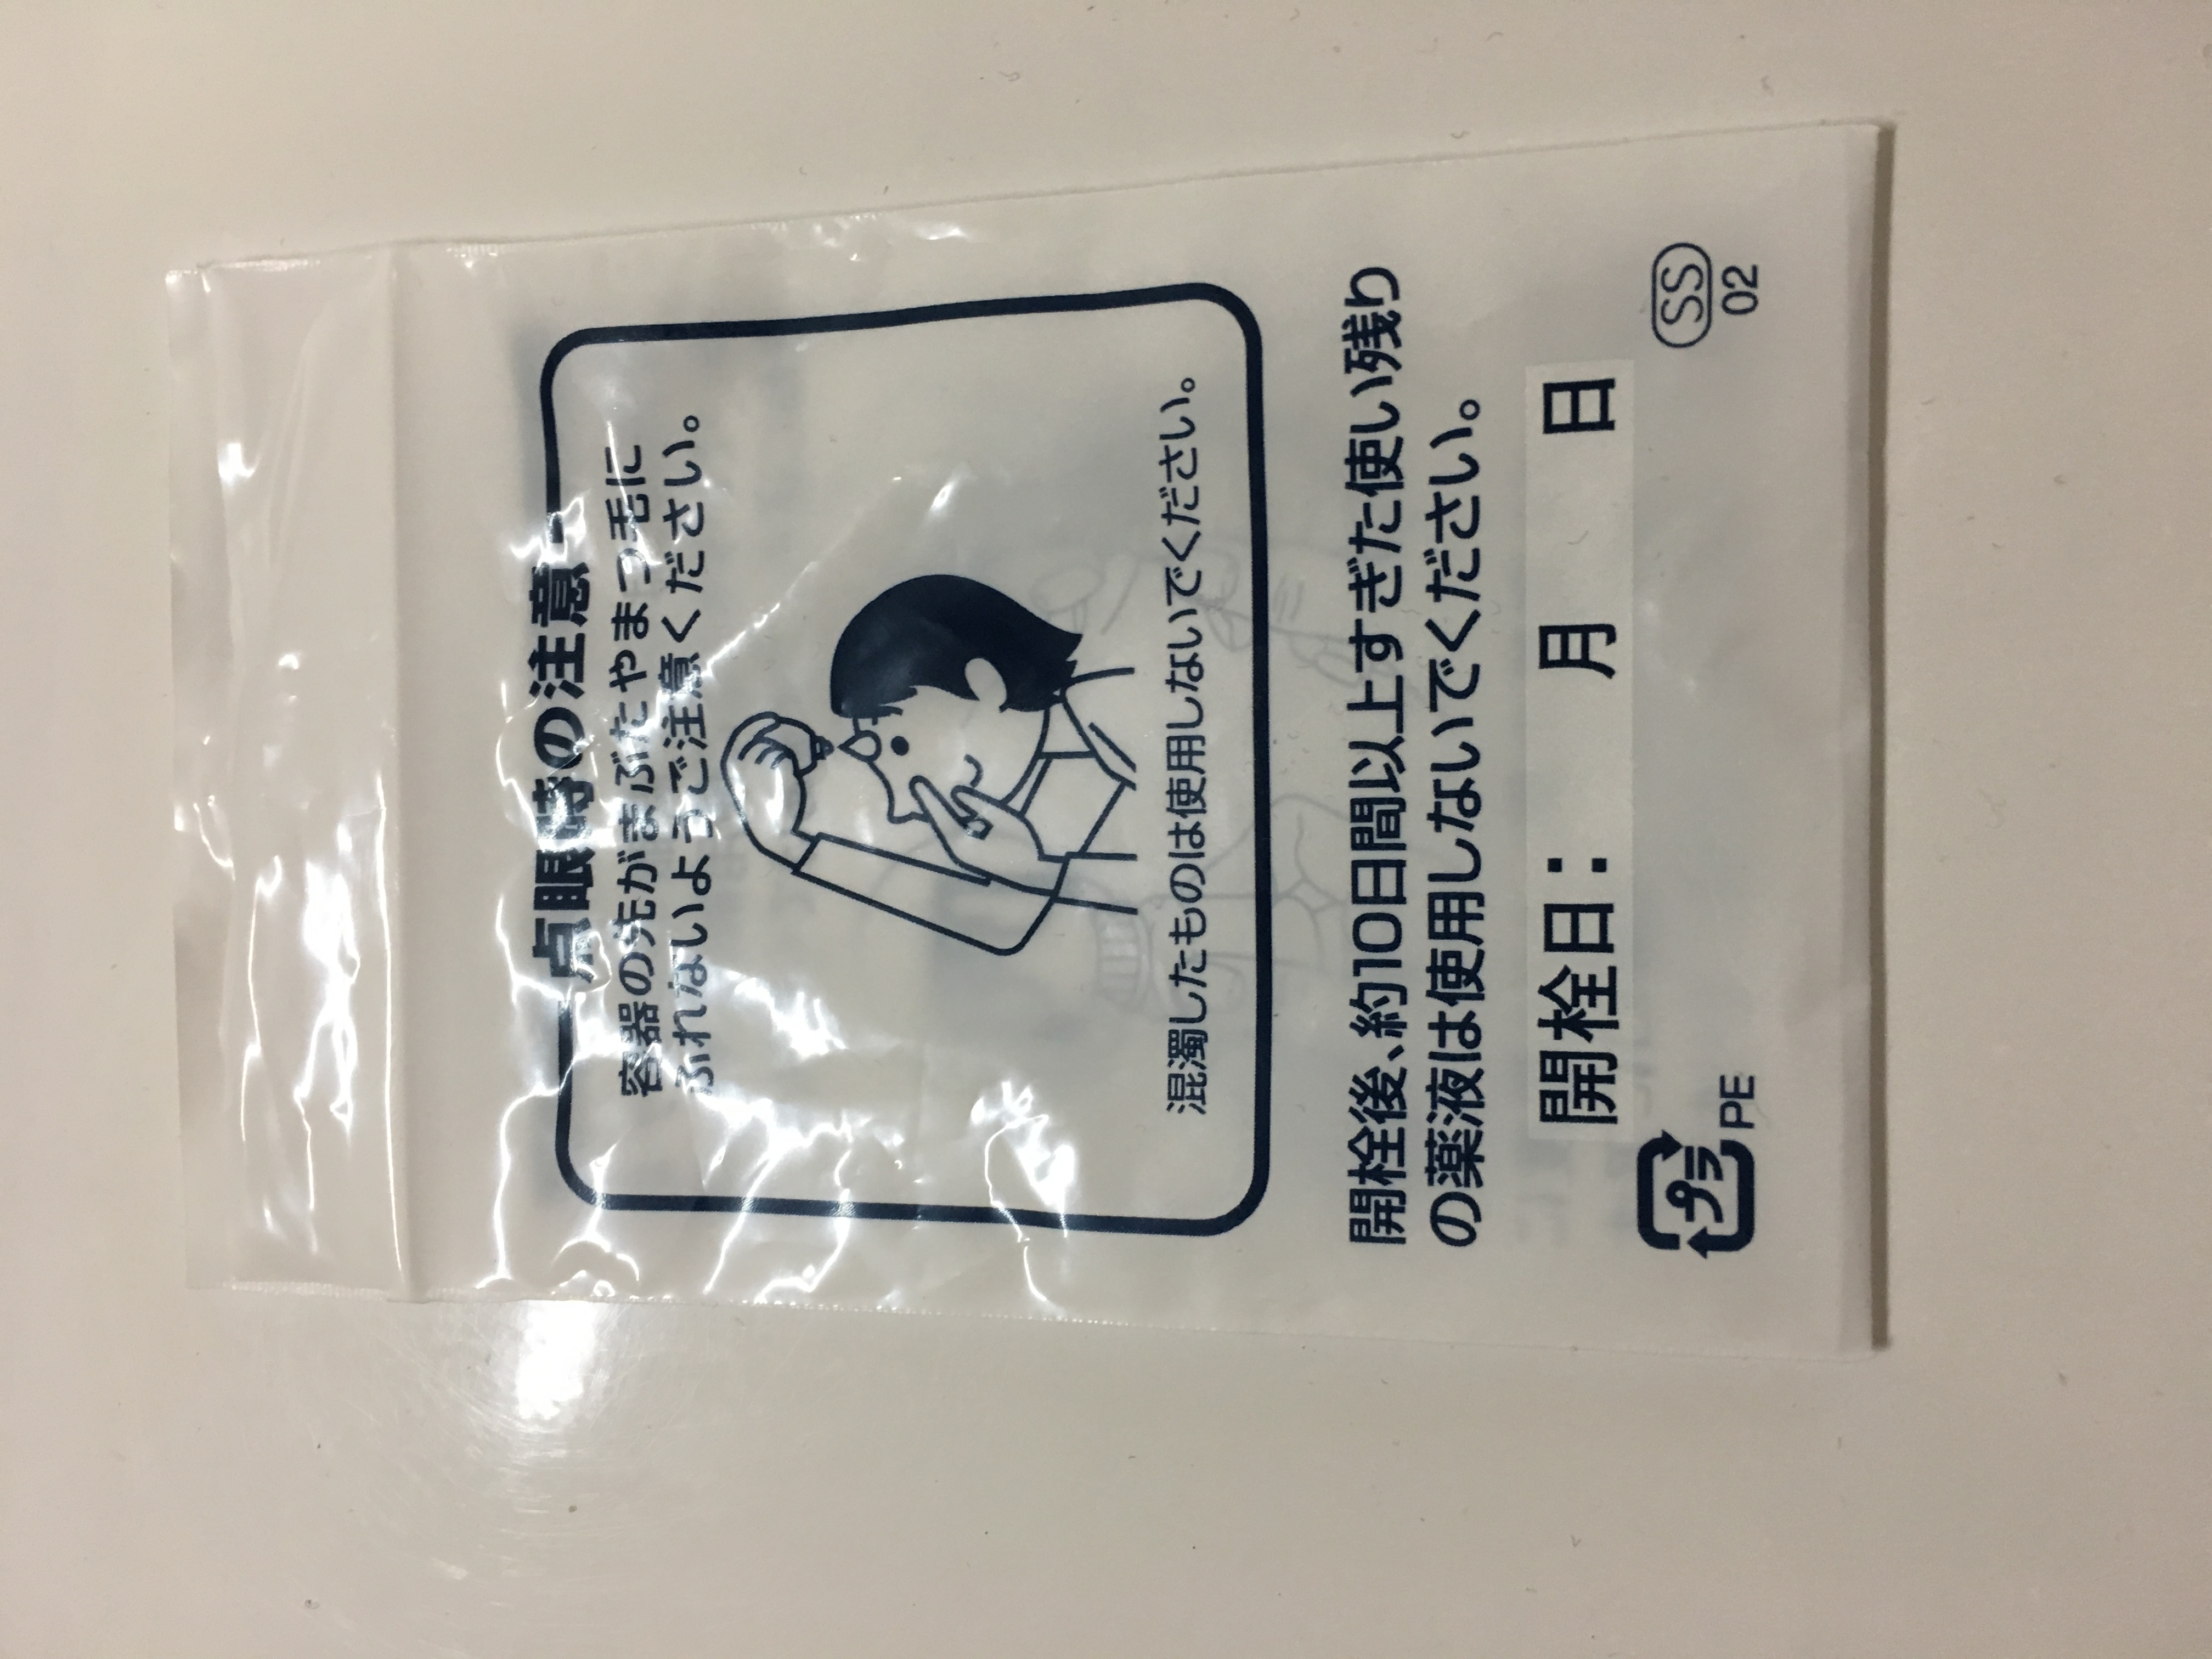 点眼時の注意
容器の先がまぶたやまつ毛に
ふれないようご注意ください。
混濁したものは使用しないでください。
開栓後、約10日間以上すぎた使い残り
の薬液は使用しないでください。
開栓日： 月 日
プラ PE
SS
02